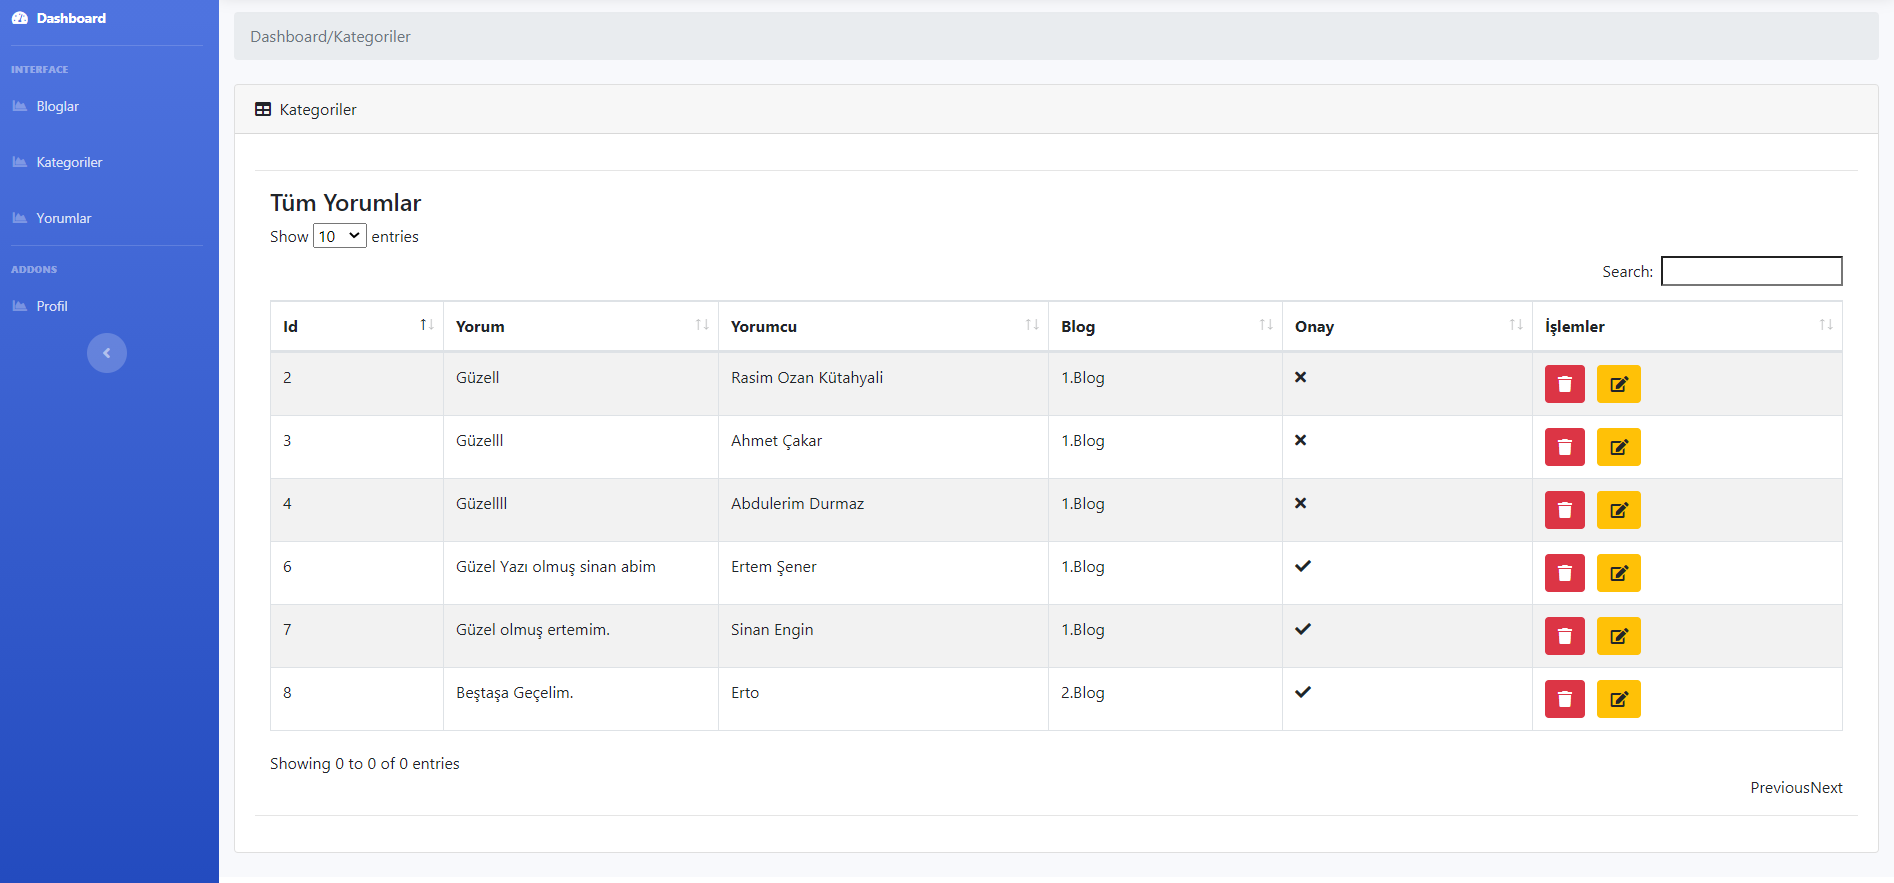 Dashboard
INTERFACE
Bloglar
Kategoriler
Yorumlar
ADDONS
Profil
Dashboard/Kategoriler
Kategoriler
Tüm Yorumlar
Show 10 entries
Search:
Id Yorum Yorumcu Blog Onay İşlemler
2 Güzell Rasim Ozan Kütahyali 1.Blog
3 Güzelll Ahmet Çakar 1.Blog
4 Güzellll Abdulerim Durmaz 1.Blog
6 Güzel Yazı olmuş sinan abim Ertem Şener 1.Blog
7 Güzel olmuş ertemim. Sinan Engin 1.Blog
8 Beştaşa Geçelim. Erto 2.Blog
Showing 0 to 0 of 0 entries
PreviousNext